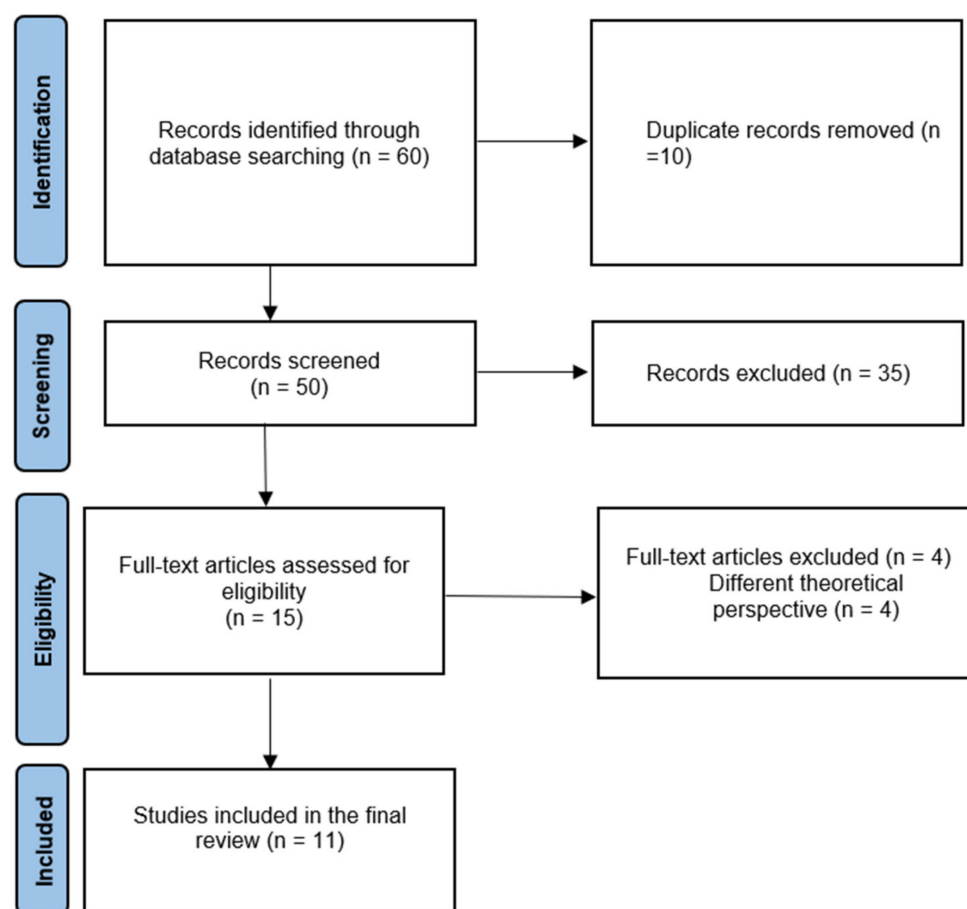 Identification
Records identified through
database searching (n = 60)
Duplicate records removed (n
=10)
Screening
Records screened
(n = 50)
Records excluded (n = 35)
Eligibility
Full-text articles assessed for
eligibility
(n = 15)
Full-text articles excluded (n = 4)
Different theoretical
perspective (n = 4)
Included
Studies included in the final
review (n = 11)